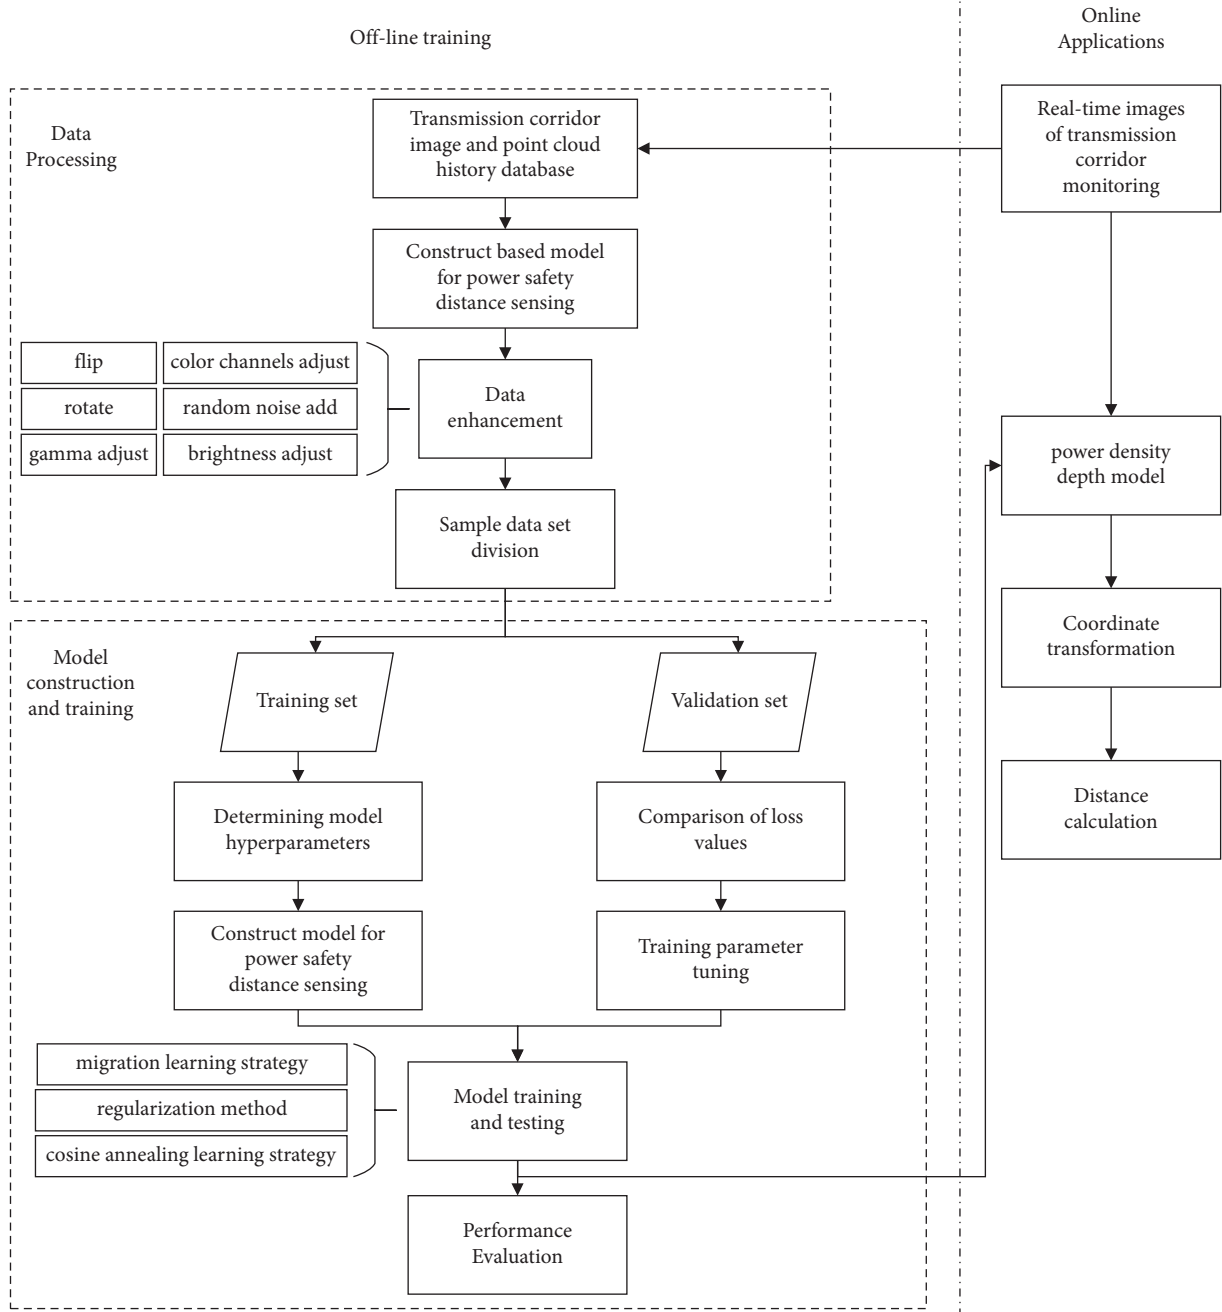 Off-line training
Online
Applications
Data
Processing
Transmission corridor
image and point cloud
history database
Real-time images
of transmission
corridor
monitoring
Construct based model
for power safety
distance sensing
flip
color channels adjust
rotate
random noise add
gamma adjust
brightness adjust
Data
enhancement
Sample data set
division
power density
depth model
Coordinate
transformation
Distance
calculation
Model
construction
and training
Training set
Validation set
Determining model
hyperparameters
Comparison of loss
values
Construct model for
power safety
distance sensing
Training parameter
tuning
migration learning strategy
regularization method
cosine annealing learning strategy
Model training
and testing
Performance
Evaluation